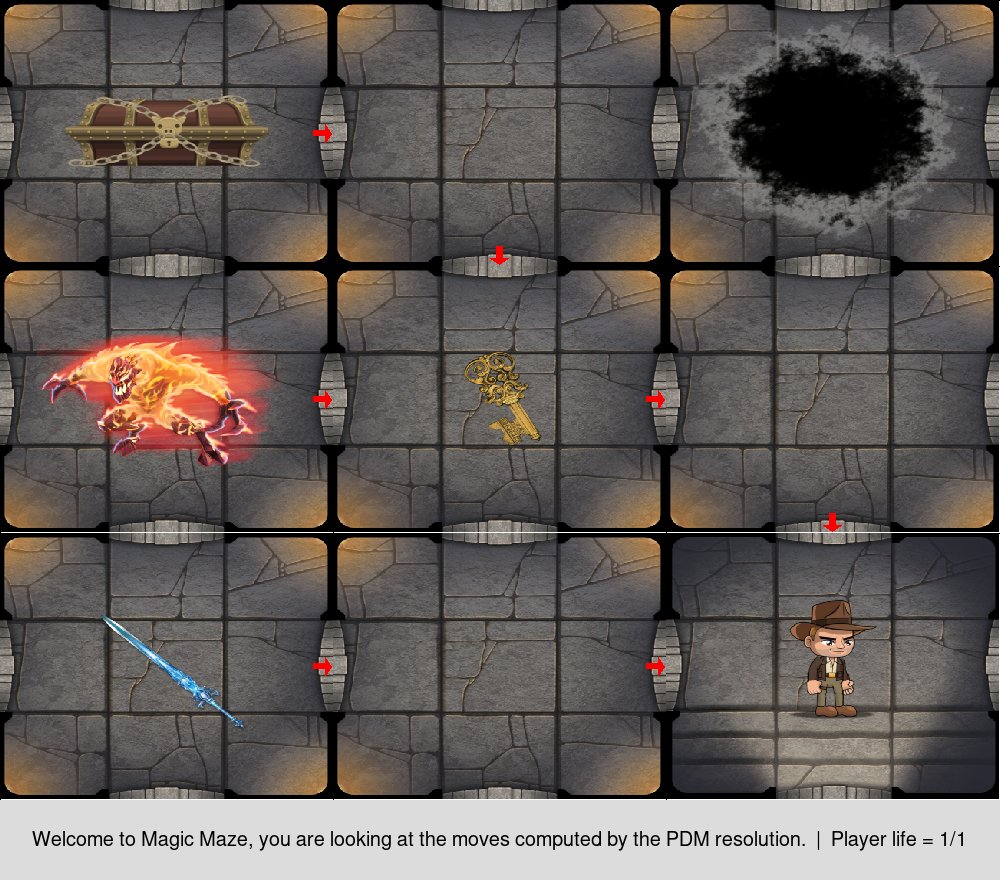 Welcome to Magic Maze, you are looking at the moves computed by the PDM resolution.  |  Player life = 1/1